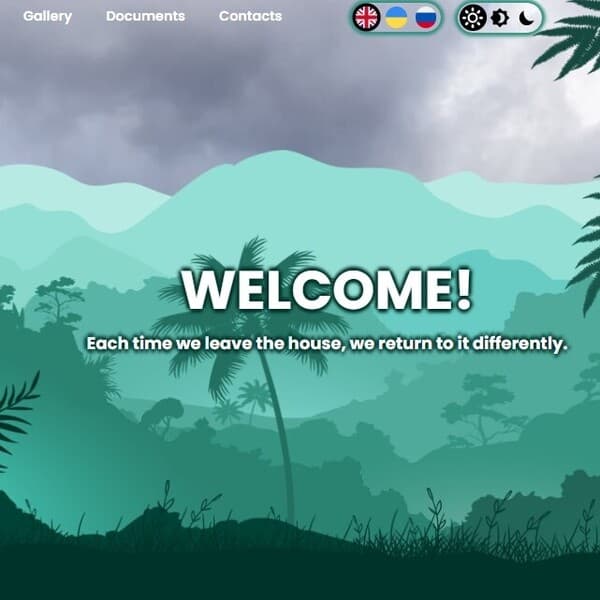 Gallery Documents Contacts
WELCOME!
Each time we leave the house, we return to it differently.